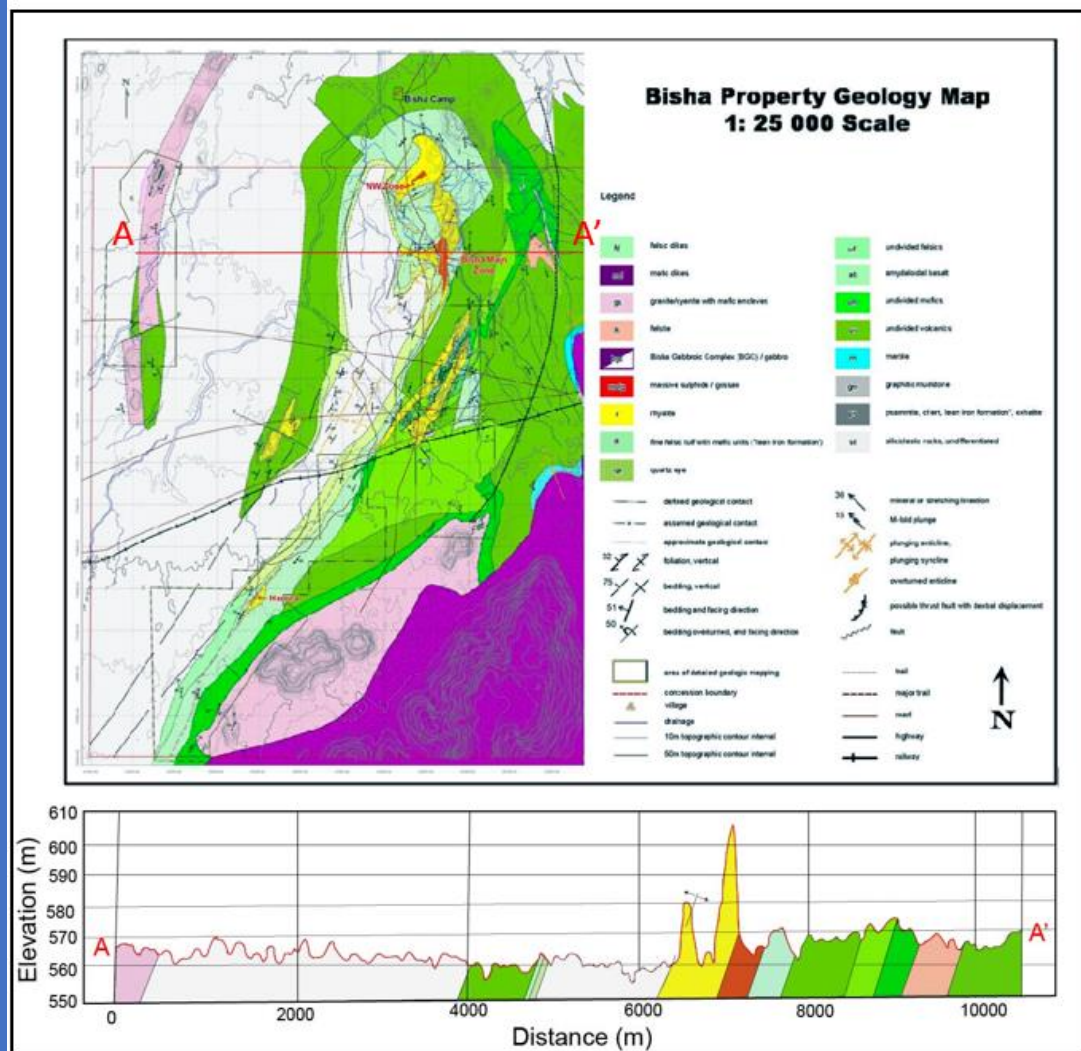 Bisha Property Geology Map
1: 25 000 Scale
N
Bisha Camp
NW Zone
A
A'
Bisha Main
Zone
Legend
felsic dikes
mafic dikes
granite/syenite with mafic enclaves
felsite
Bisha Gabbroic Complex (BGC) / gabbro
massive sulphids / gossan
rhyolite
fine felsic tuff with mafic units ("lean iron formation")
quartz eye
undivided felsics
amydaloidal basalt
undivided mafics
undivided volcanics
marble
graphitic mudstone
psammite, chert, lean iron formation", exhalite
siliciclastic rocks, undifferentiated
defined geological contact
assumed geological contact
approximate geological contact
foliation, vertical
75
bedding, vertical
51
bedding and facing direction
50
bedding overturned, and facing direction
36
mineral or stretching lineation
15
M-fold plunge
plunging anticline,
plunging syncline
overturned anticline
possible thrust fault with dextral displacement
fault
area of detailed geologic mapping
concession boundary
village
drainage
10m topographic contour interval
50m topographic contour interval
trail
major trail
road
highway
railway
N
Elevation (m)
610
600
590
580
570
560
550
A
A'
0
2000
4000
6000
8000
10000
Distance (m)